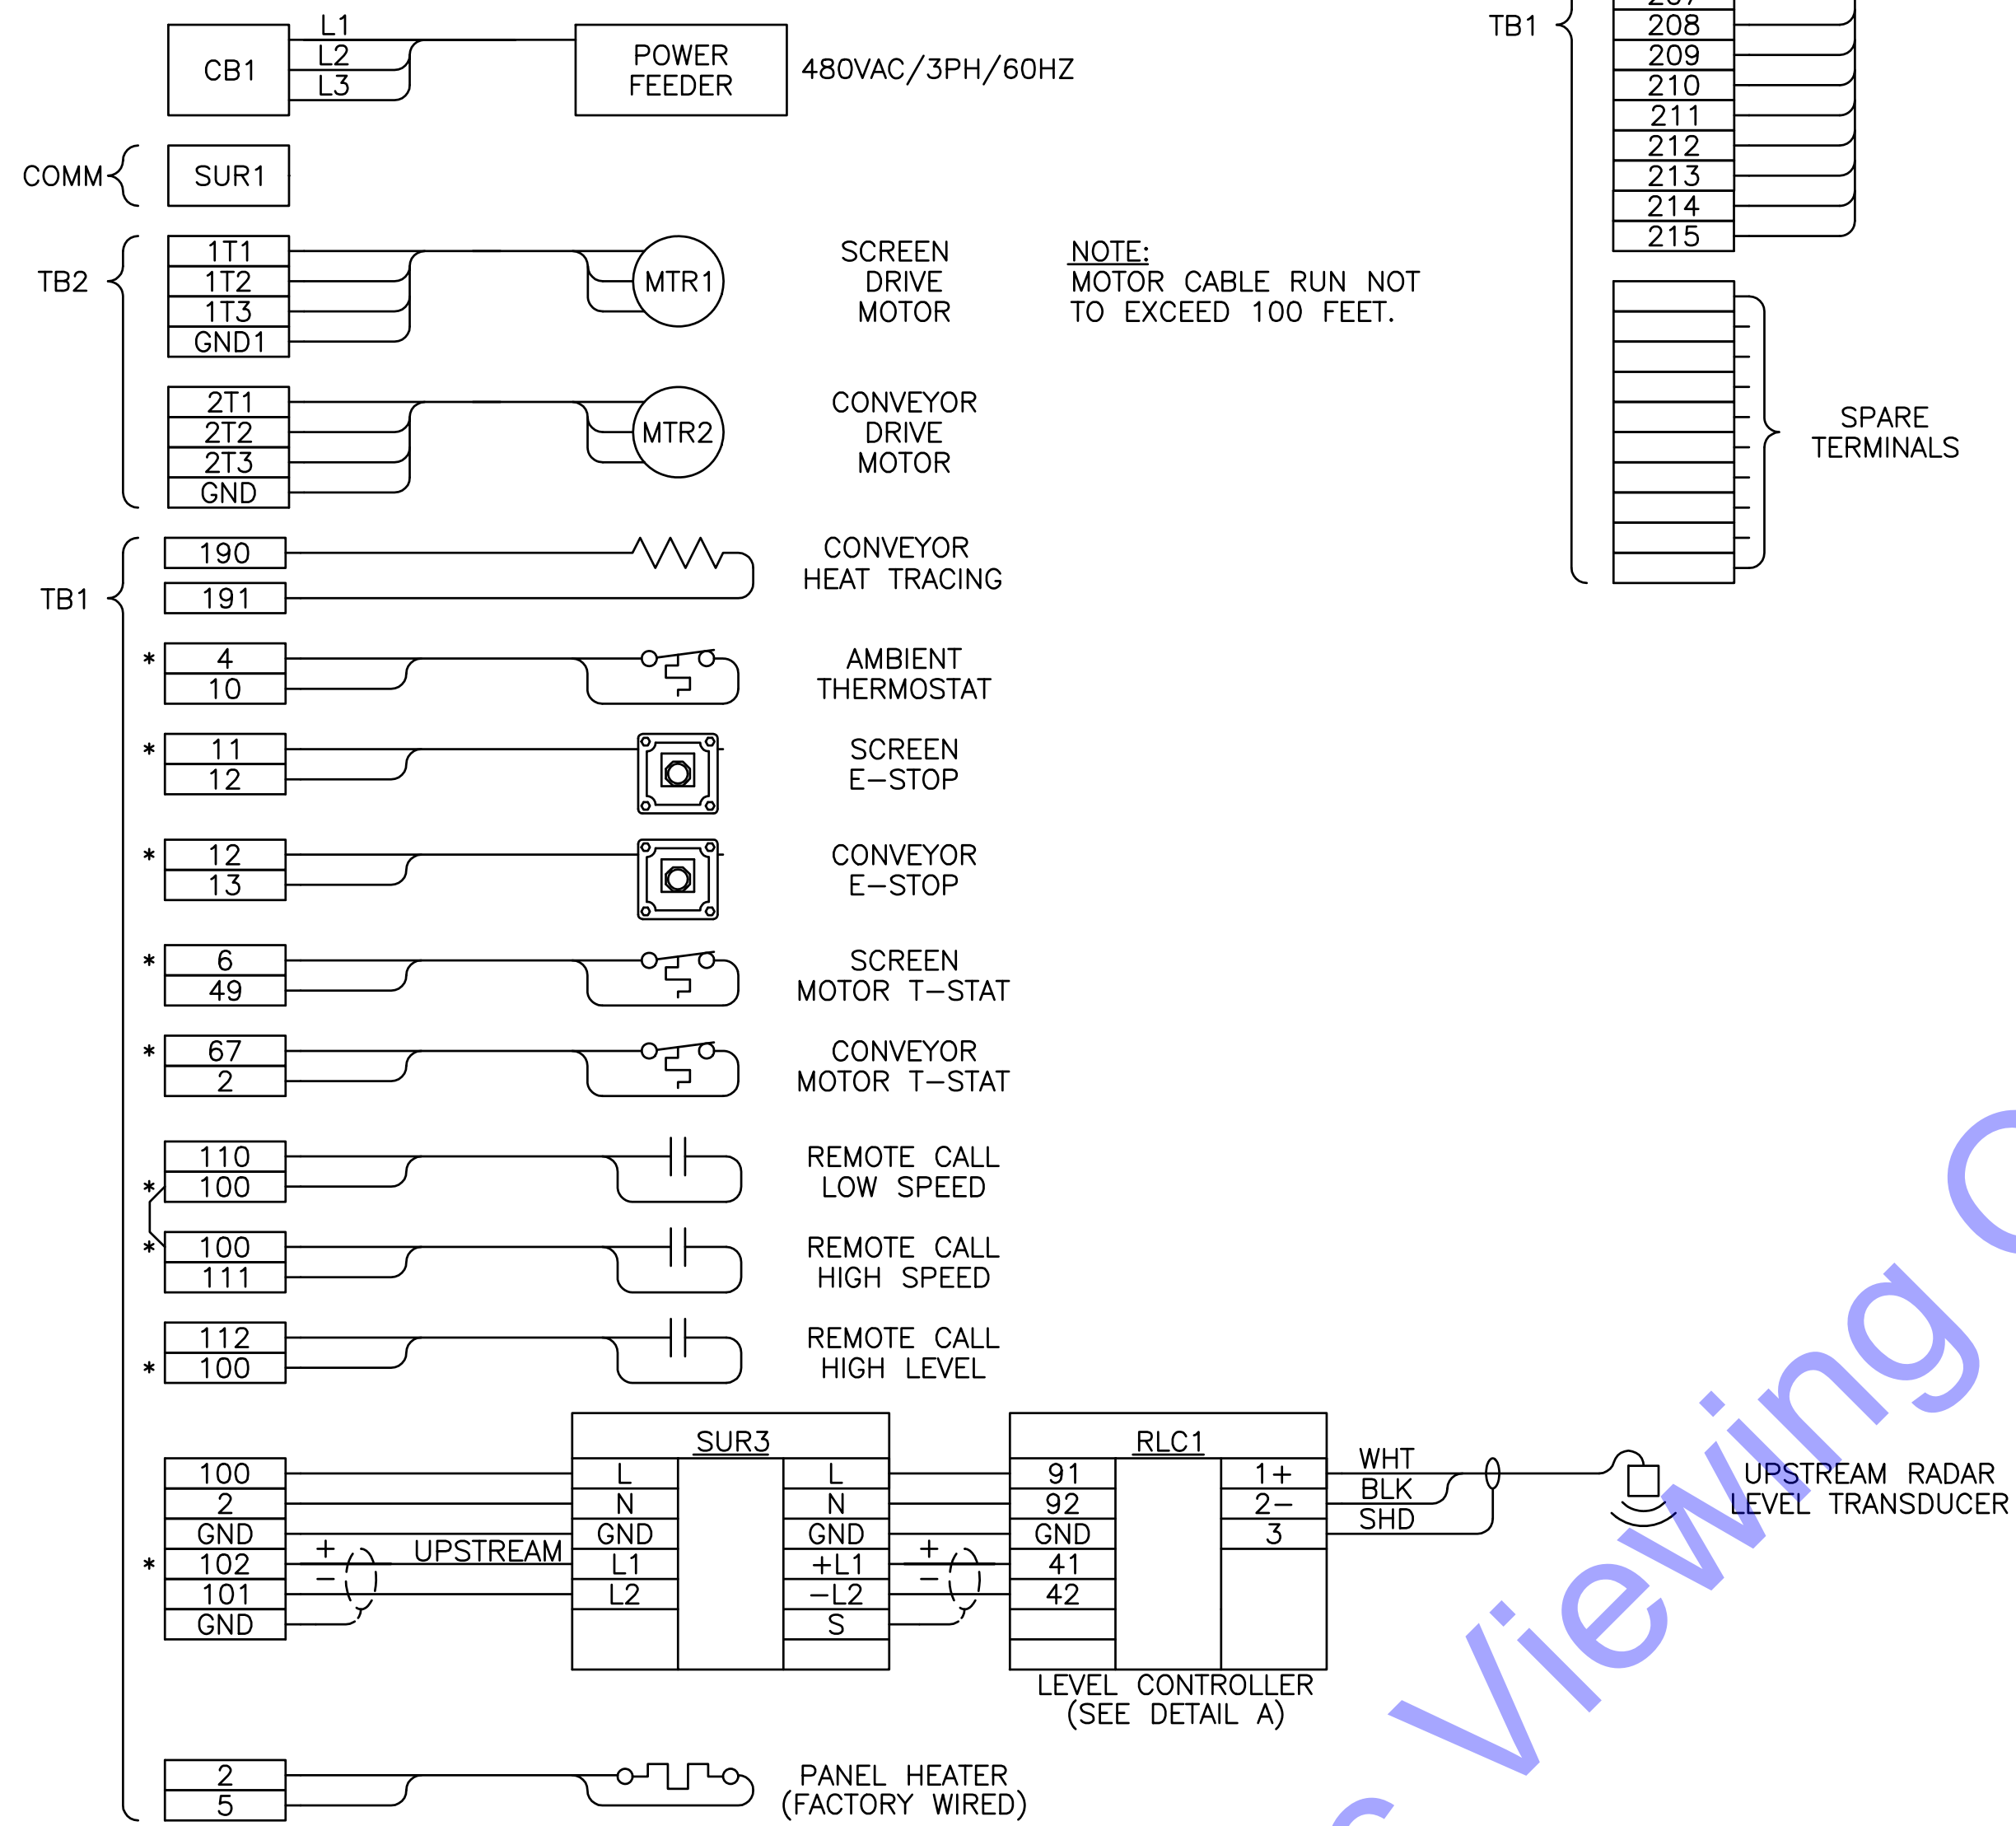 L1
L2
L3
CB1
POWER
FEEDER
480VAC/3PH/60HZ
COMM
SUR1
TB2
1T1
1T2
1T3
GND1
MTR1
SCREEN
DRIVE
MOTOR
NOTE:
MOTOR CABLE RUN NOT
TO EXCEED 100 FEET.
2T1
2T2
2T3
GND
MTR2
CONVEYOR
DRIVE
MOTOR
TB1
190
191
CONVEYOR
HEAT TRACING
* 4
10
AMBIENT
THERMOSTAT
* 11
12
SCREEN
E-STOP
* 12
13
CONVEYOR
E-STOP
* 6
49
SCREEN
MOTOR T-STAT
* 67
2
CONVEYOR
MOTOR T-STAT
110
* 100
REMOTE CALL
LOW SPEED
* 100
111
REMOTE CALL
HIGH SPEED
112
* 100
REMOTE CALL
HIGH LEVEL
100
2
GND
* 102
101
GND
+
-
UPSTREAM
SUR3
L
N
GND
L1
L2
L
N
GND
+L1
-L2
S
+
-
RLC1
91
92
GND
41
42
1+
2-
3
LEVEL CONTROLLER
(SEE DETAIL A)
WHT
BLK
SHD
UPSTREAM RADAR
LEVEL TRANSDUCER
2
5
PANEL HEATER
(FACTORY WIRED)
TB1
208
209
210
211
212
213
214
215
SPARE
TERMINALS
Viewing